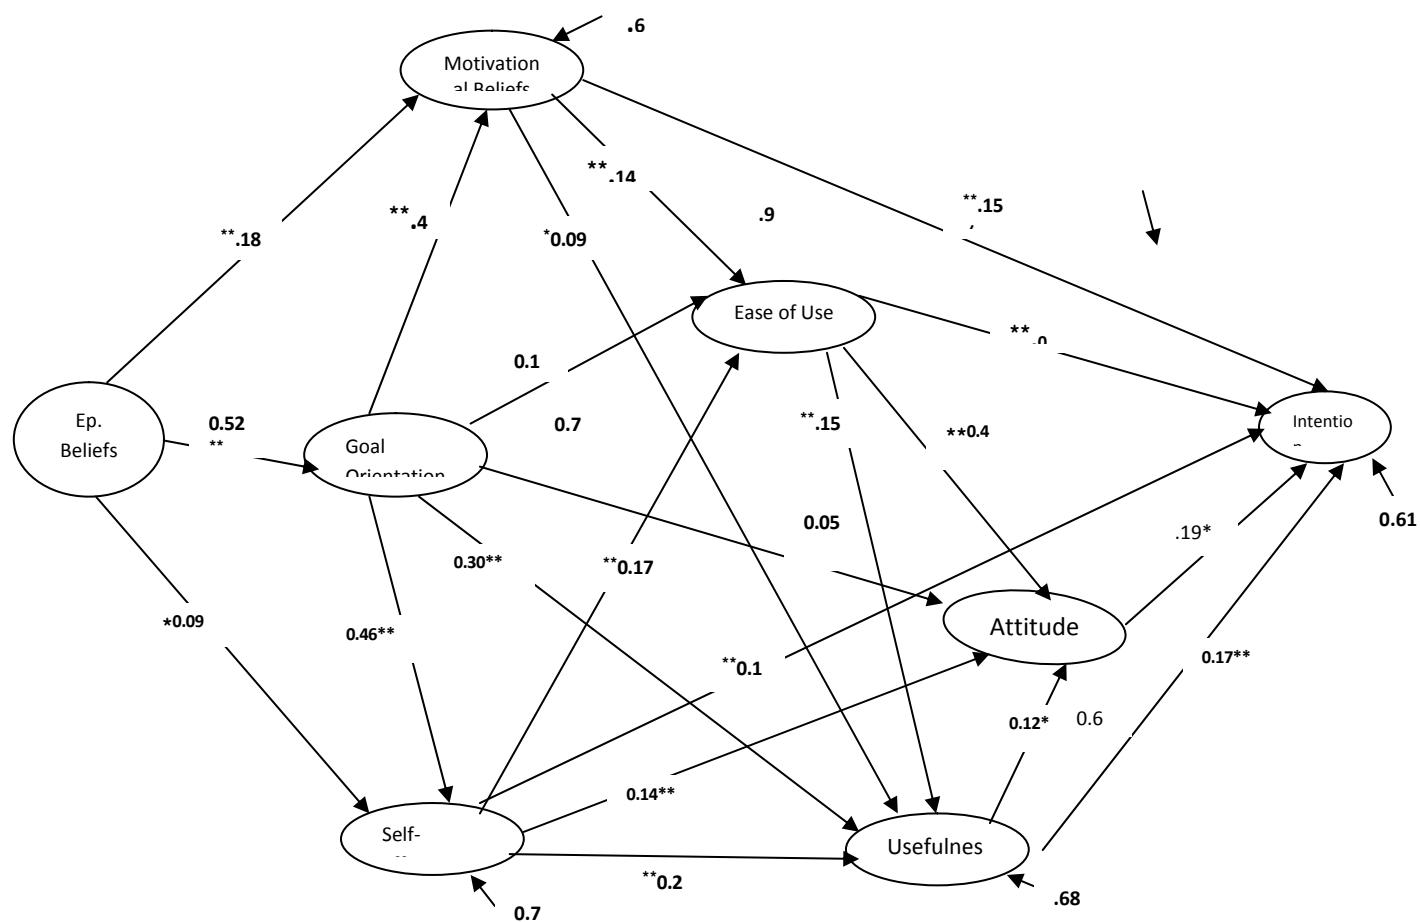 .6
Motivation
al Beliefs
**.14
**.15
**.4
.9
**.18
*0.09
Ease of Use
**.0
0.1
Ep.
Beliefs
0.52
**
0.7
**.15
**0.4
Intentio
n
Goal
Orientation
0.05
.19*
0.61
0.30**
**0.17
*0.09
0.46**
Attitude
**0.1
0.17**
0.12*
0.6
0.14**
Self-
Usefulnes
**0.2
.68
0.7